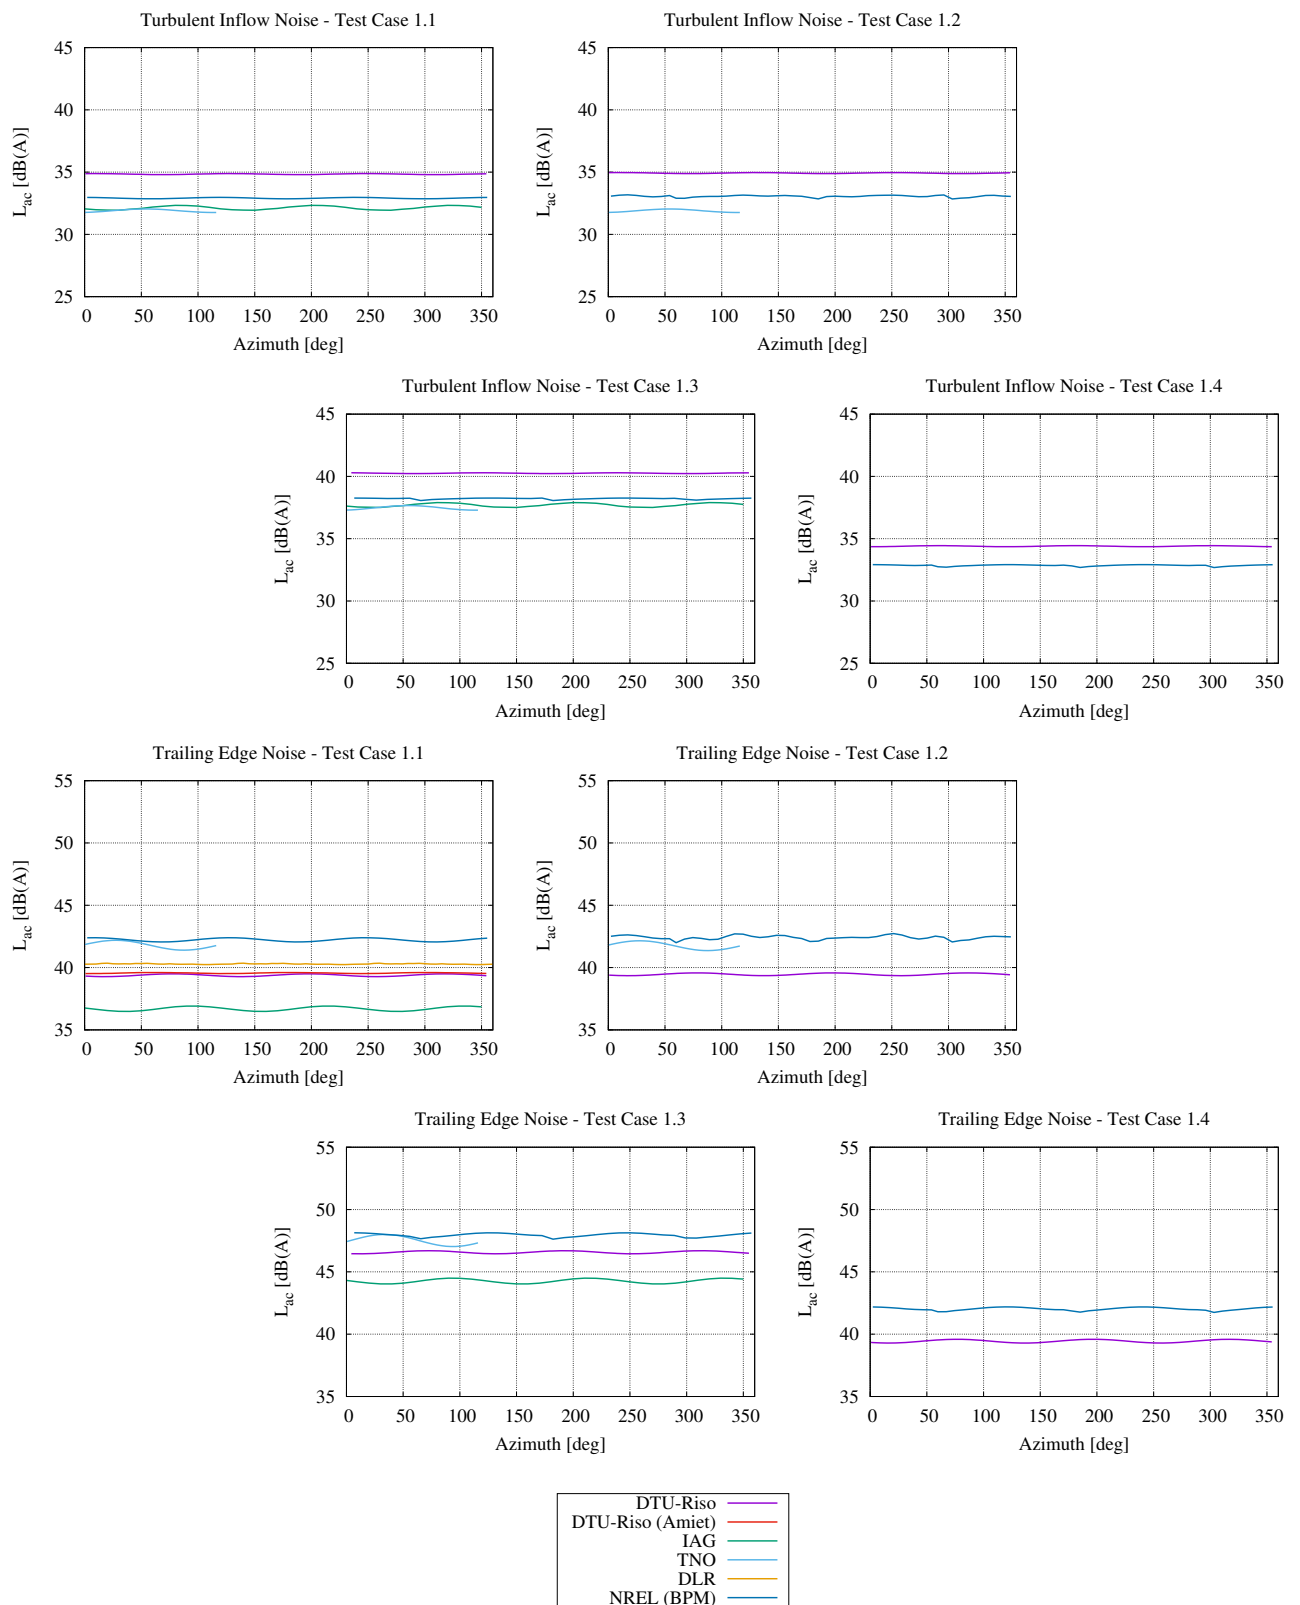 Turbulent Inflow Noise - Test Case 1.1
45
40
35
30
25
L_ac [dB(A)]
0 50 100 150 200 250 300 350
Azimuth [deg]
Turbulent Inflow Noise - Test Case 1.2
45
40
35
30
25
L_ac [dB(A)]
0 50 100 150 200 250 300 350
Azimuth [deg]
Turbulent Inflow Noise - Test Case 1.3
45
40
35
30
25
L_ac [dB(A)]
0 50 100 150 200 250 300 350
Azimuth [deg]
Turbulent Inflow Noise - Test Case 1.4
45
40
35
30
25
L_ac [dB(A)]
0 50 100 150 200 250 300 350
Azimuth [deg]
Trailing Edge Noise - Test Case 1.1
55
50
45
40
35
L_ac [dB(A)]
0 50 100 150 200 250 300 350
Azimuth [deg]
Trailing Edge Noise - Test Case 1.2
55
50
45
40
35
L_ac [dB(A)]
0 50 100 150 200 250 300 350
Azimuth [deg]
Trailing Edge Noise - Test Case 1.3
55
50
45
40
35
L_ac [dB(A)]
0 50 100 150 200 250 300 350
Azimuth [deg]
Trailing Edge Noise - Test Case 1.4
55
50
45
40
35
L_ac [dB(A)]
0 50 100 150 200 250 300 350
Azimuth [deg]
DTU-Riso
DTU-Riso (Amiet)
IAG
TNO
DLR
NREL (BPM)